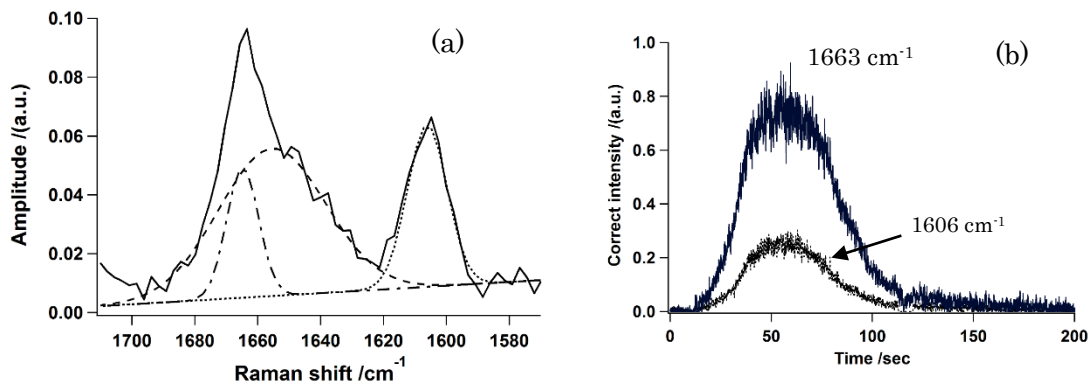 (a)
Amplitude /(a.u.)
0.10
0.08
0.06
0.04
0.02
0.00
1700 1680 1660 1640 1620 1600 1580
Raman shift /cm⁻¹
(b)
1663 cm⁻¹
1606 cm⁻¹
Correct intensity /(a.u.)
1.0
0.8
0.6
0.4
0.2
0.0
0 50 100 150 200
Time /sec